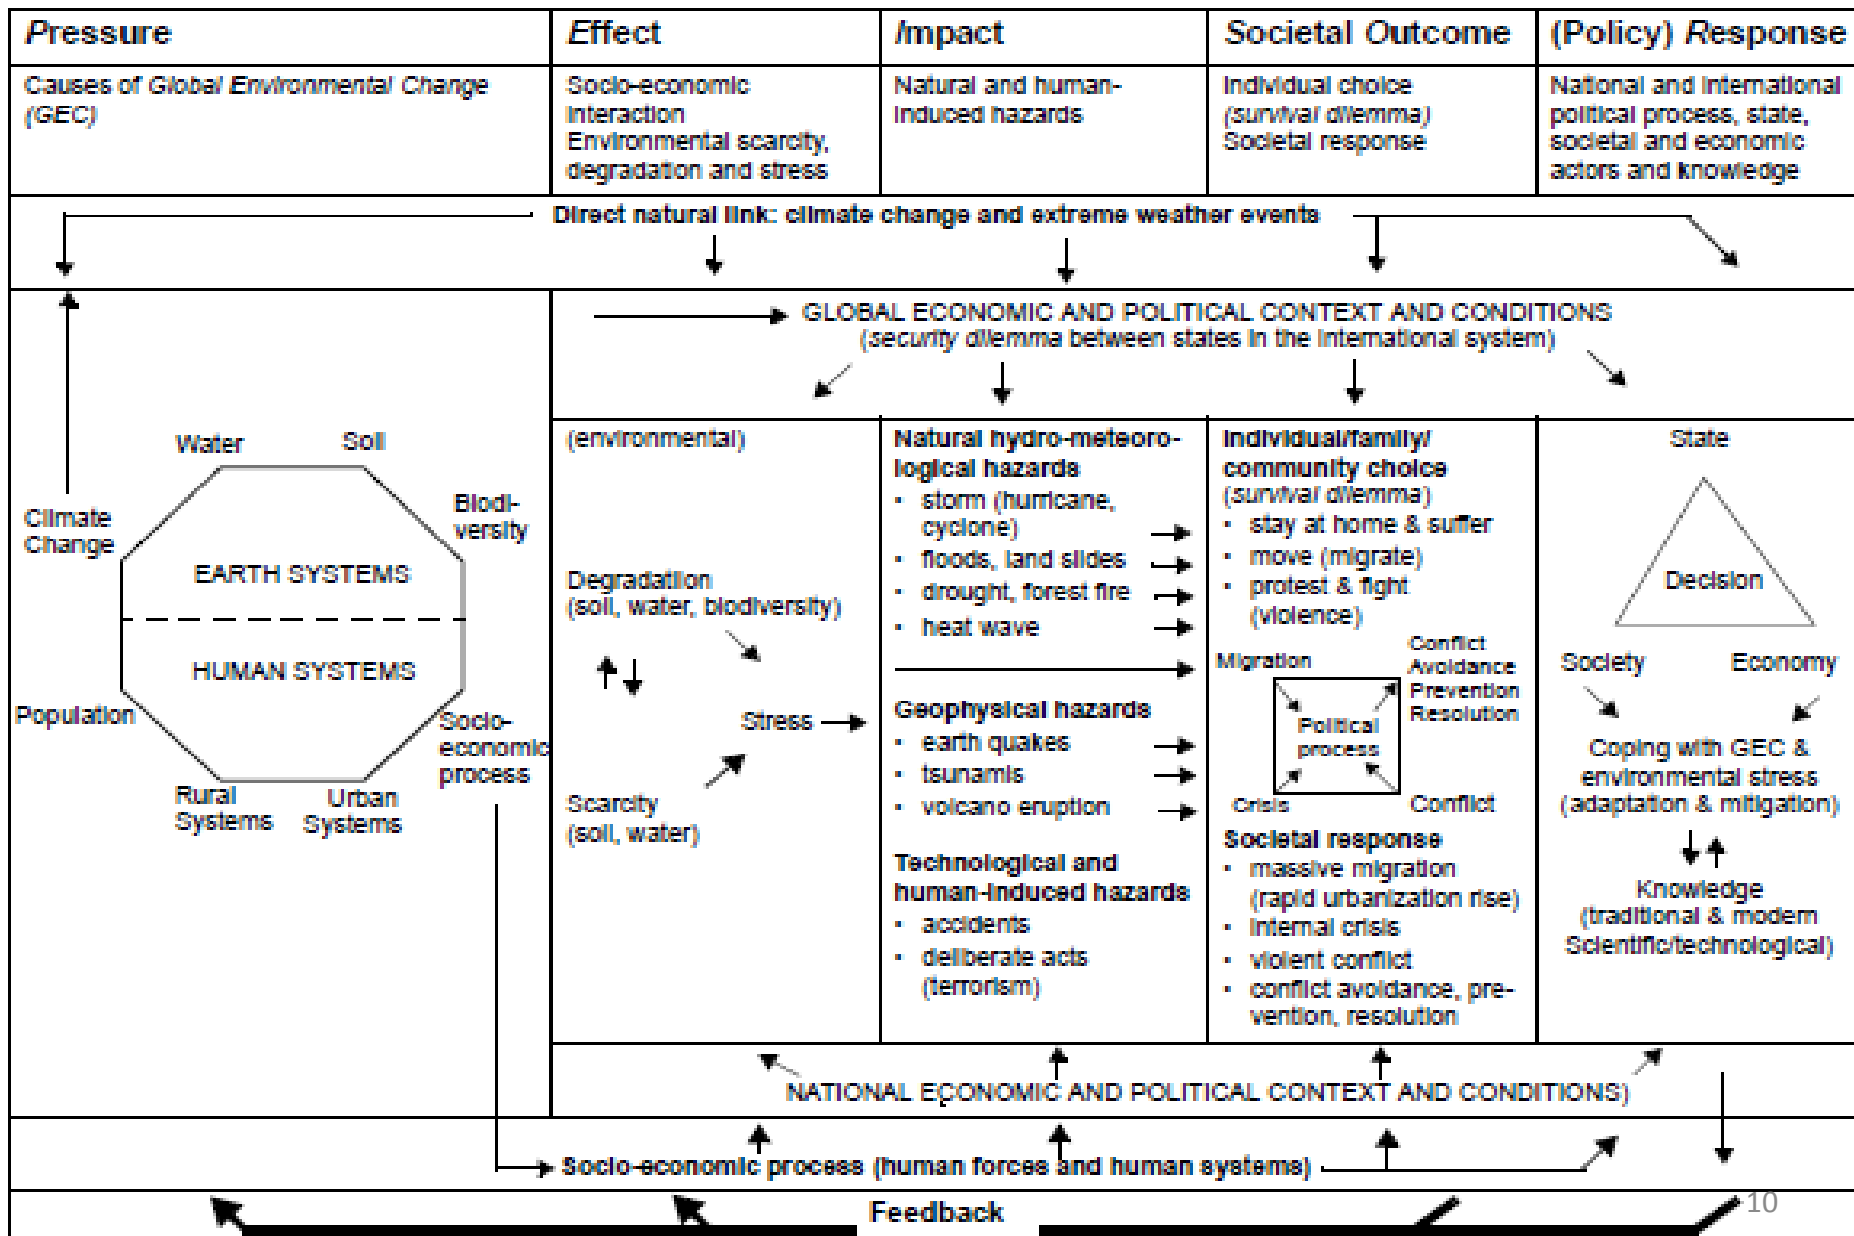 Pressure
Effect
Impact
Societal Outcome
(Policy) Response
Causes of Global Environmental Change
(GEC)
Socio-economic
interaction
Environmental scarcity,
degradation and stress
Natural and human-
induced hazards
Individual choice
(survival dilemma)
Societal response
National and international
political process, state,
societal and economic
actors and knowledge
Direct natural link: climate change and extreme weather events
GLOBAL ECONOMIC AND POLITICAL CONTEXT AND CONDITIONS
(security dilemma between states in the international system)
Water
Soil
Climate
Change
Biodi-
versity
EARTH SYSTEMS
HUMAN SYSTEMS
Population
Socio-
economic
process
Rural
Systems
Urban
Systems
(environmental)
Degradatiion
(soil, water, biodiversity)
Stress
Scarcity
(soil, water)
Natural hydro-meteoro-
logical hazards
• storm (hurricane,
cyclone)
• floods, land slides
• drought, forest fire
• heat wave
Geophysical hazards
• earth quakes
• tsunamis
• volcano eruption
Technological and
human-induced hazards
• accidents
• deliberate acts
(terrorism)
Individual/family/
community choice
(survival dilemma)
• stay at home & suffer
• move (migrate)
• protest & fight
(violence)
Migration
Conflict
Avoidance
Prevention
Resolution
Political
process
Crisis
Conflict
Societal response
• massive migration
(rapid urbanization rise)
• internal crisis
• violent conflict
• conflict avoidance, pre-
vention, resolution
State
Decision
Society
Economy
Coping with GEC &
environmental stress
(adaptation & mitigation)
Knowledge
(traditional & modern
Scientific/technological)
NATIONAL ECONOMIC AND POLITICAL CONTEXT AND CONDITIONS)
Socio-economic process (human forces and human systems)
Feedback
10